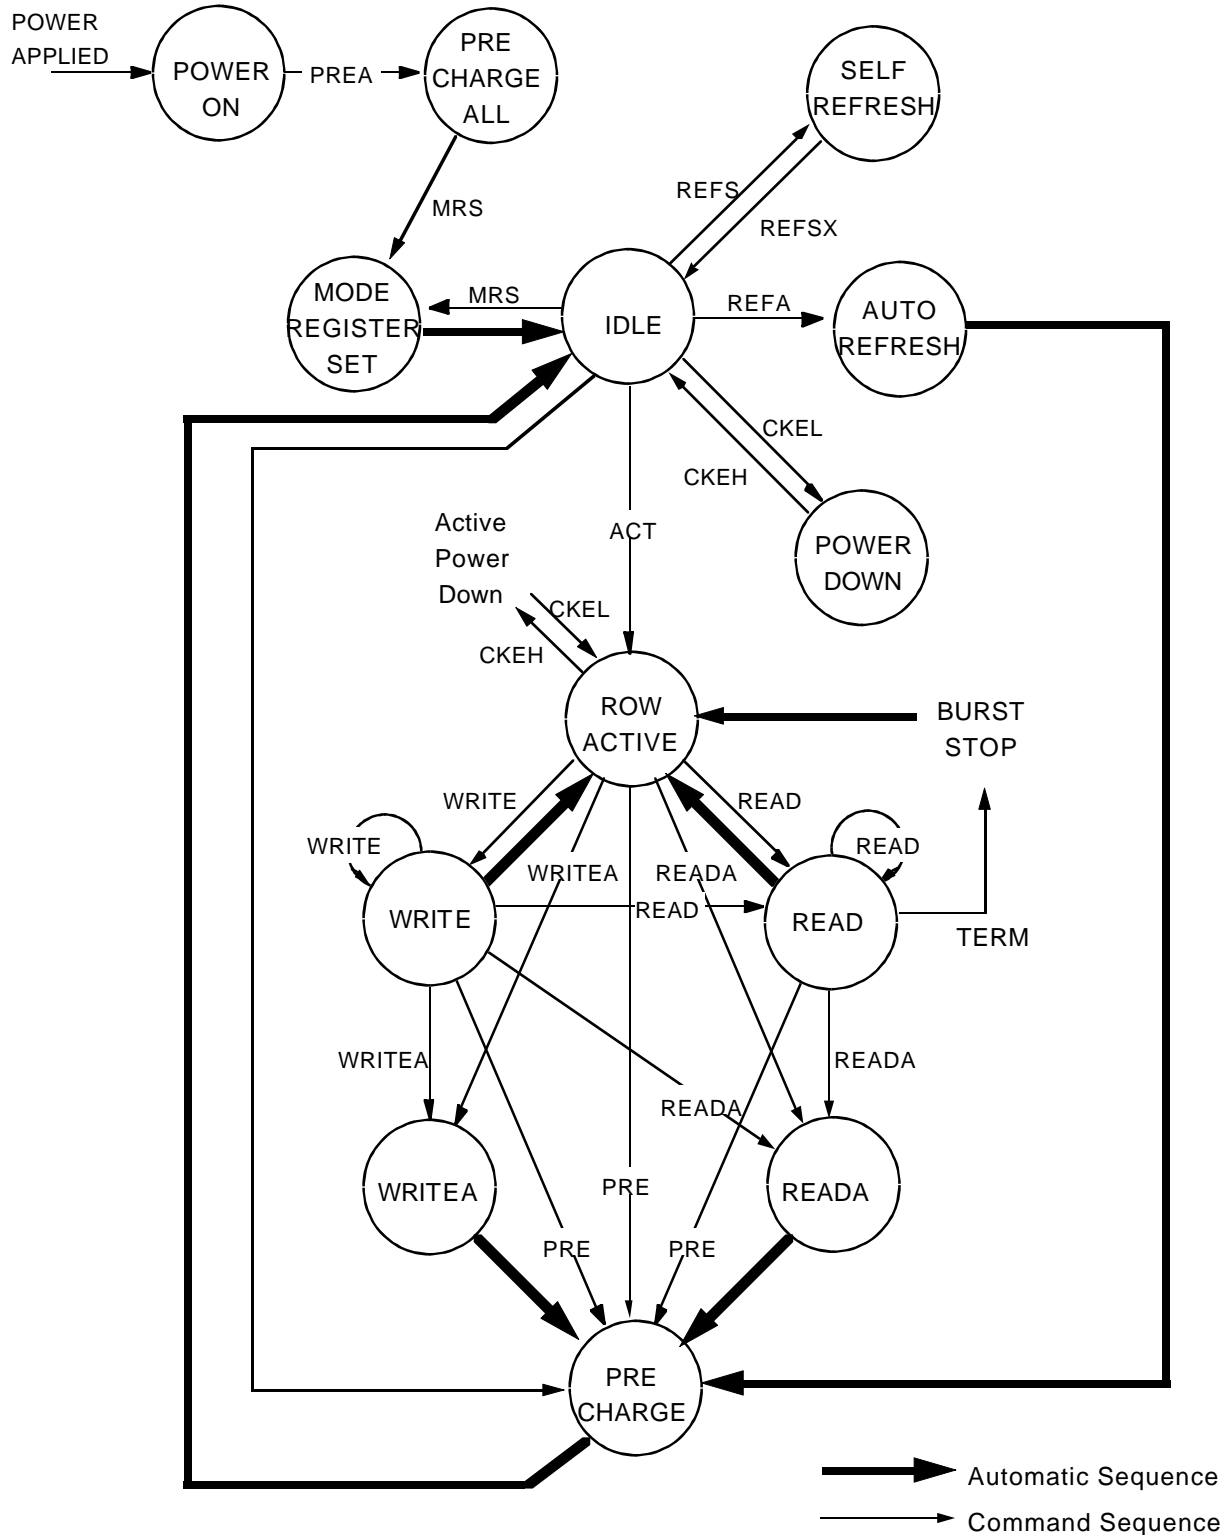 POWER
APPLIED
POWER
ON
PREA
PRE
CHARGE
ALL
SELF
REFRESH
MRS
REFS
REFSX
MODE
REGISTER
SET
MRS
IDLE
REFA
AUTO
REFRESH
CKEL
CKEH
Active
Power
Down
ACT
POWER
DOWN
CKEL
CKEH
ROW
ACTIVE
BURST
STOP
WRITE
READ
WRITE
READ
WRITEA
READA
WRITE
READ
READ
TERM
WRITEA
READA
READA
WRITEA
PRE
READA
PRE
PRE
PRE
CHARGE
Automatic Sequence
Command Sequence